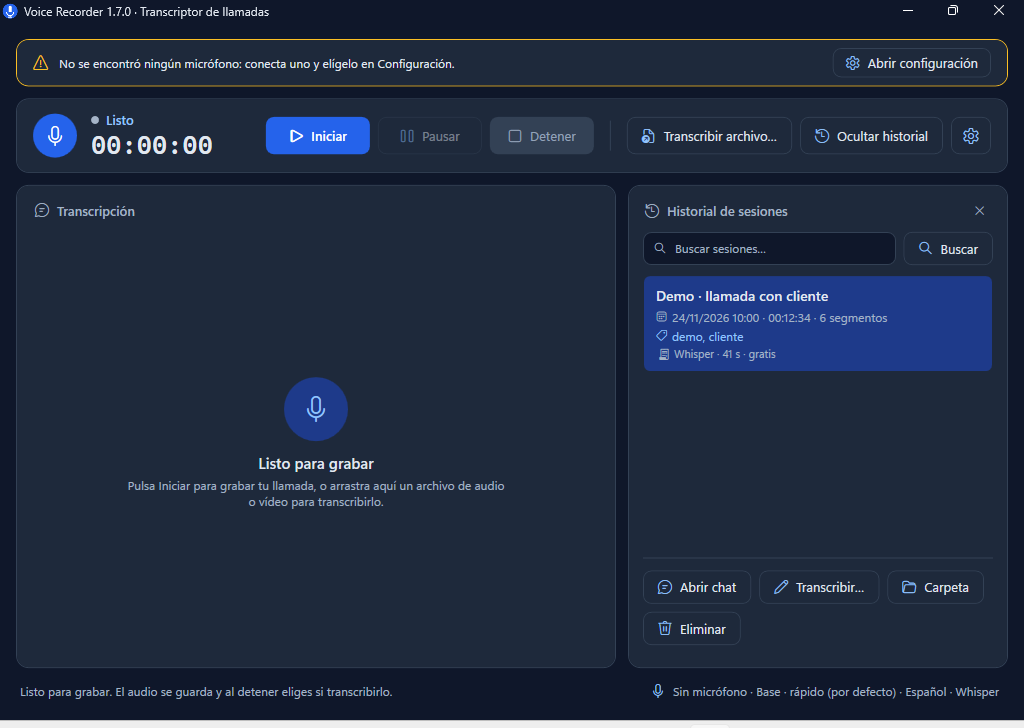 Voice Recorder 1.7.0 · Transcriptor de llamadas
No se encontró ningún micrófono: conecta uno y elígelo en Configuración.
Abrir configuración
Listo
00:00:00
Iniciar
Pausar
Detener
Transcribir archivo...
Ocultar historial
Transcripción
Listo para grabar
Pulsa Iniciar para grabar tu llamada, o arrastra aquí un archivo de audio
o vídeo para transcribirlo.
Historial de sesiones
Buscar sesiones...
Buscar
Demo · llamada con cliente
24/11/2026 10:00 · 00:12:34 · 6 segmentos
demo, cliente
Whisper · 41 s · gratis
Abrir chat
Transcribir...
Carpeta
Eliminar
Listo para grabar. El audio se guarda y al detener eliges si transcribirlo.
Sin micrófono · Base · rápido (por defecto) · Español · Whisper